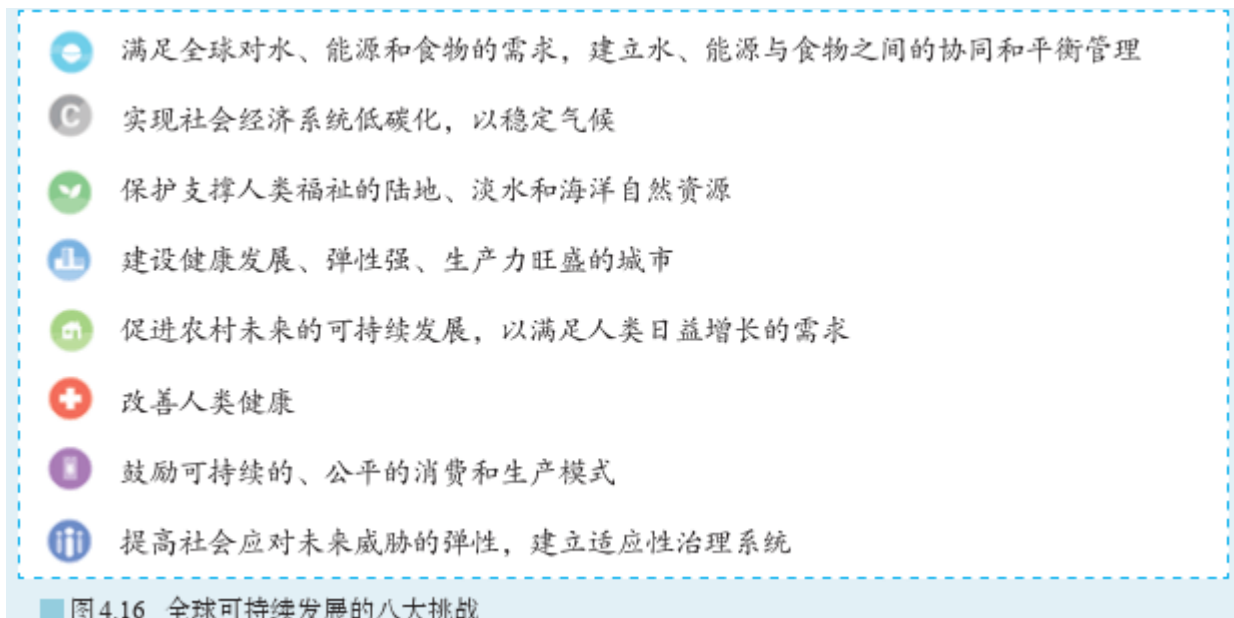 满足全球对水、能源和食物的需求，建立水、能源与食物之间的协同和平衡管理
C 实现社会经济系统低碳化，以稳定气候
保护支撑人类福祉的陆地、淡水和海洋自然资源
建设健康发展、弹性强、生产力旺盛的城市
促进农村未来的可持续发展，以满足人类日益增长的需求
改善人类健康
鼓励可持续的、公平的消费和生产模式
提高社会应对未来威胁的弹性，建立适应性治理系统
图4.16 全球可持续发展的八大挑战